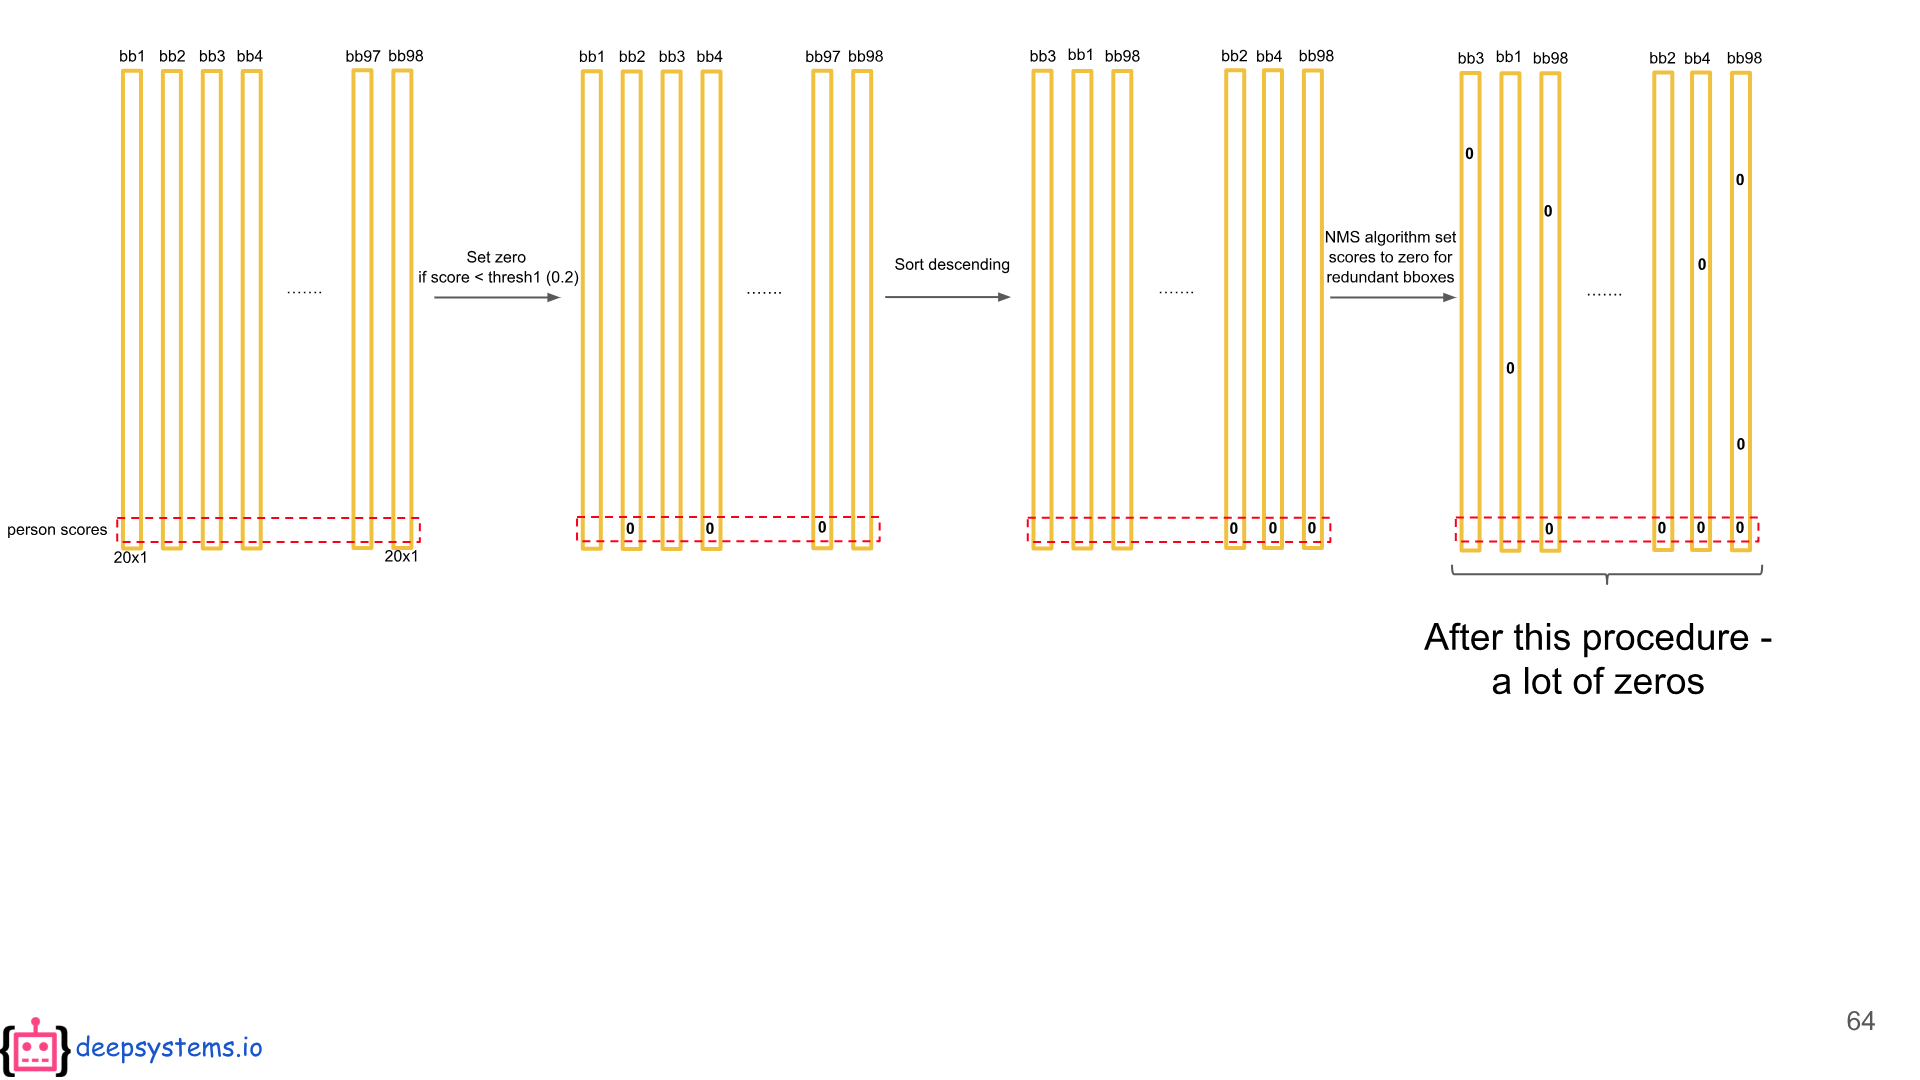 bb1 bb2 bb3 bb4 bb97 bb98
bb1 bb2 bb3 bb4 bb97 bb98
bb3 bb1 bb98 bb2 bb4 bb98
bb3 bb1 bb98 bb2 bb4 bb98
.......
Set zero
if score < thresh1 (0.2)
.......
Sort descending
.......
NMS algorithm set
scores to zero for
redundant bboxes
0
0
0
0
.......
0
0
0
person scores
0 0 0
0 0 0
0 0 0 0
20x1 20x1
After this procedure -
a lot of zeros
64
deepsystems.io